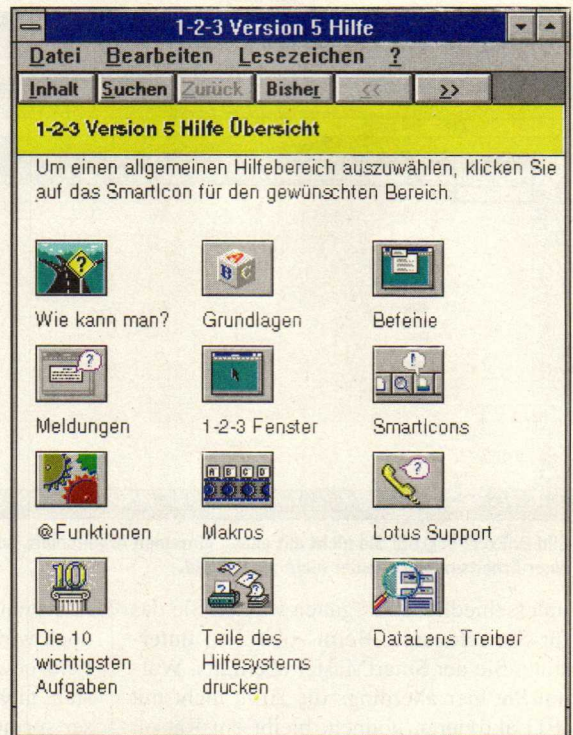 1-2-3 Version 5 Hilfe
Datei Bearbeiten Lesezeichen ?
Inhalt Suchen Zurück Bisher << >>
1-2-3 Version 5 Hilfe Übersicht
Um einen allgemeinen Hilfebereich auszuwählen, klicken Sie
auf das SmartIcon für den gewünschten Bereich.
Wie kann man? Grundlagen Befehle
Meldungen 1-2-3 Fenster SmartIcons
@Funktionen Makros Lotus Support
Die 10
wichtigsten
Aufgaben
Teile des
Hilfesystems
drucken
DataLens Treiber